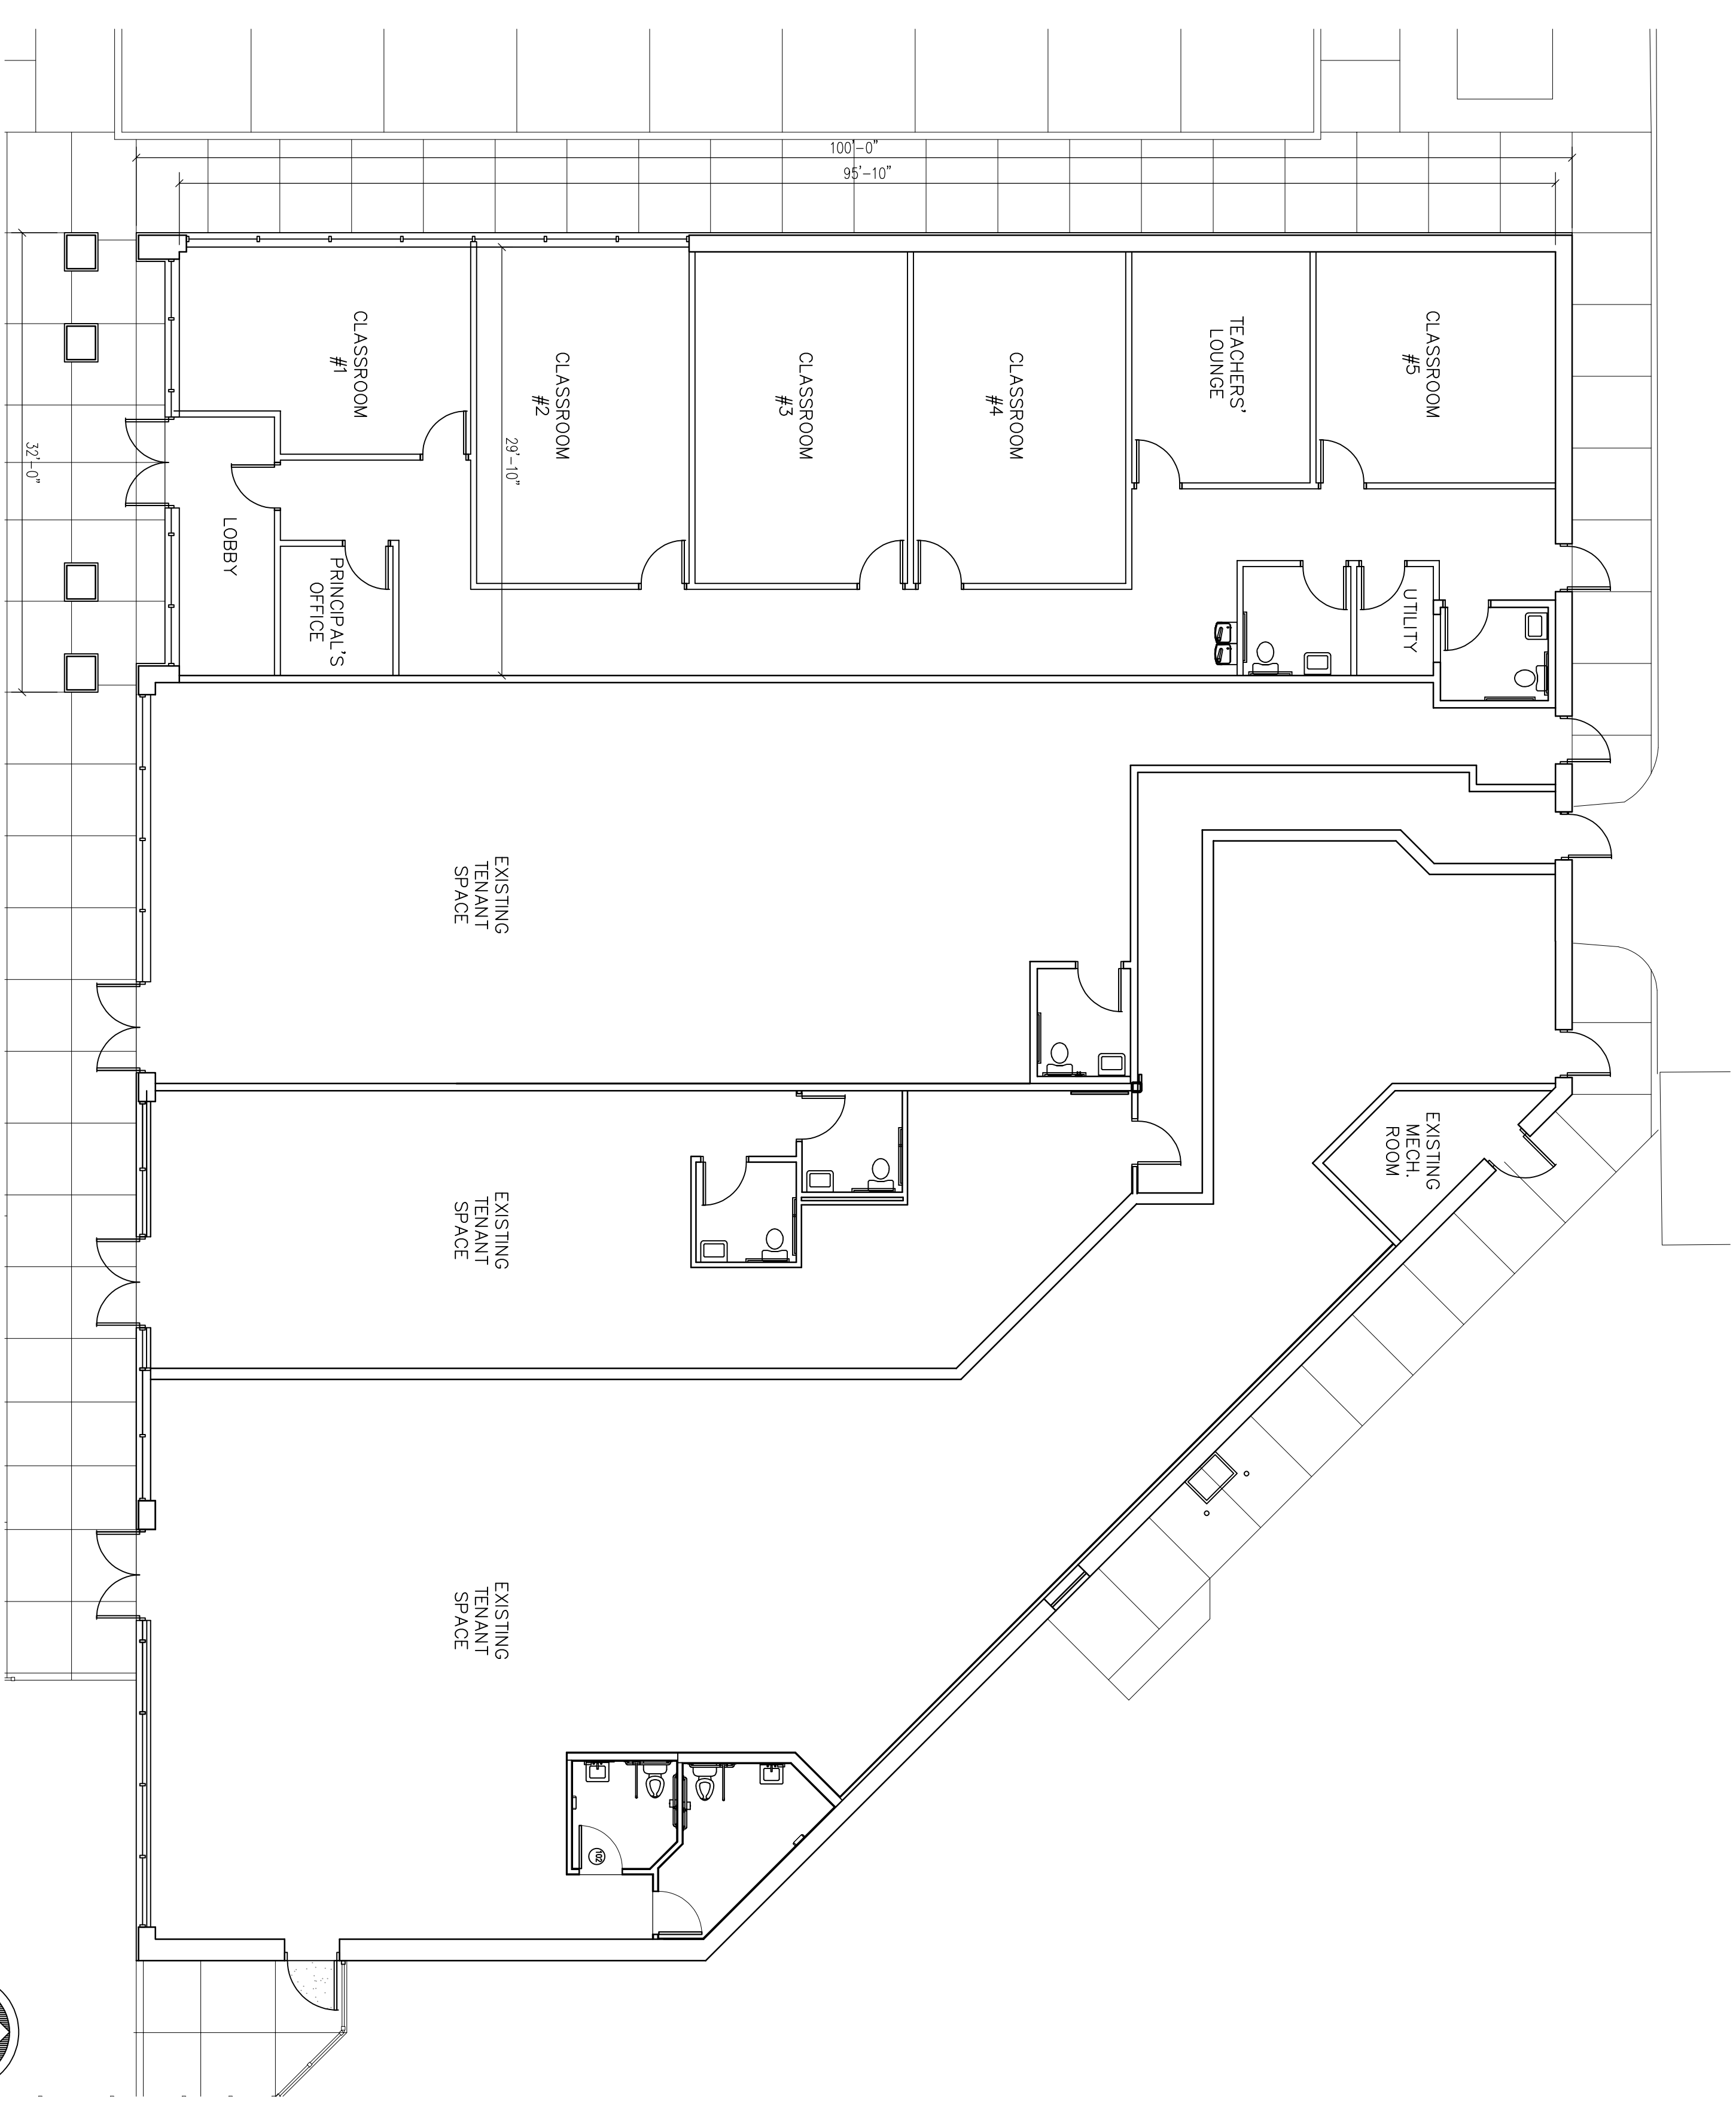 100'-0"
95'-10"
CLASSROOM
#1
CLASSROOM
#2
CLASSROOM
#3
CLASSROOM
#4
TEACHERS'
LOUNGE
CLASSROOM
#5
29'-10"
32'-0"
LOBBY
PRINCIPAL'S
OFFICE
UTILITY
EXISTING
TENANT
SPACE
EXISTING
MECH.
ROOM
EXISTING
TENANT
SPACE
EXISTING
TENANT
SPACE
102